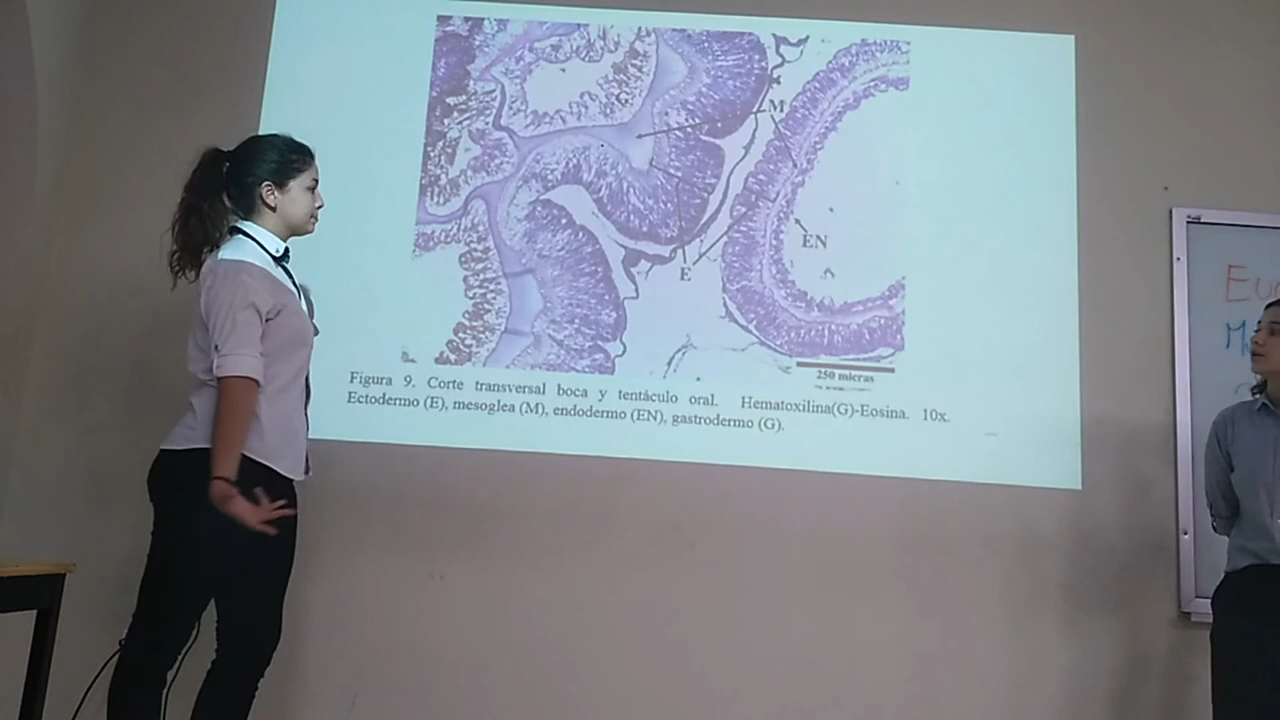 G
M
EN
E
250 micras
Figura 9. Corte transversal boca y tentáculo oral. Hematoxilina(G)-Eosina. 10x.
Ectodermo (E), mesoglea (M), endodermo (EN), gastrodermo (G).